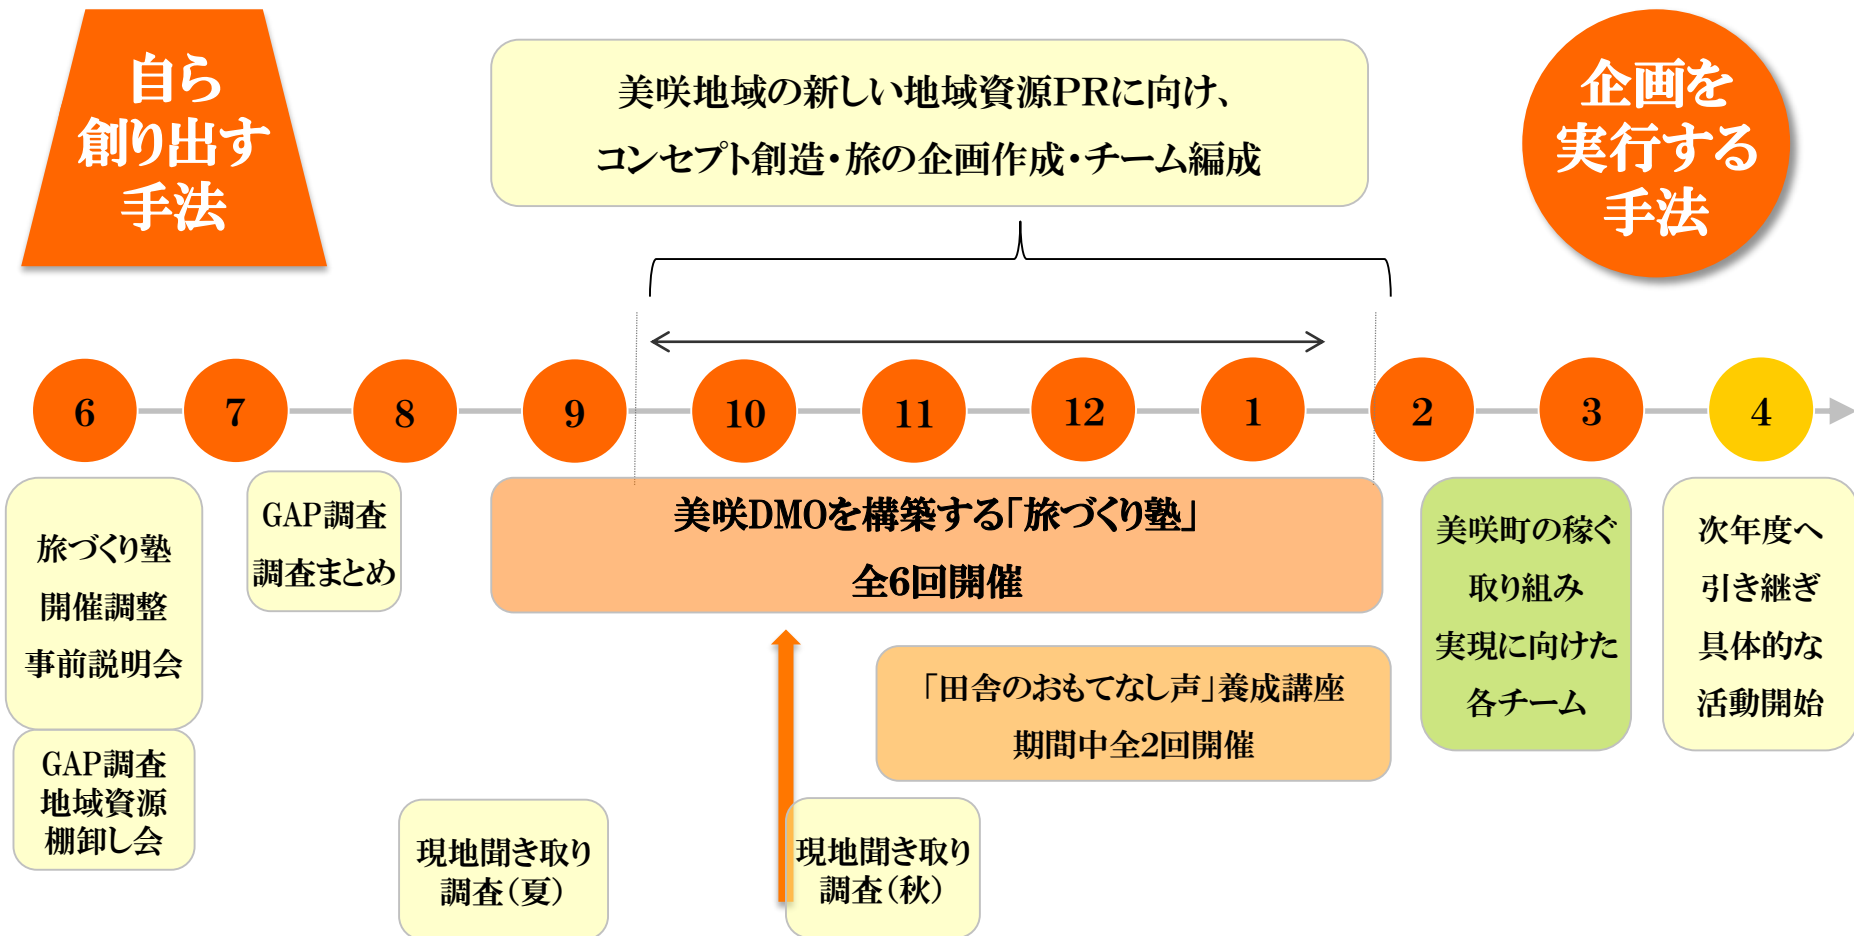 自ら
創り出す
手法
美咲地域の新しい地域資源PRに向け、
コンセプト創造・旅の企画作成・チーム編成
企画を
実行する
手法
6
7
8
9
10
11
12
1
2
3
4
旅づくり塾
開催調整
事前説明会
GAP調査
地域資源
棚卸し会
GAP調査
調査まとめ
現地聞き取り
調査(夏)
美咲DMOを構築する「旅づくり塾」
全6回開催
現地聞き取り
調査(秋)
「田舎のおもてなし声」養成講座
期間中全2回開催
美咲町の稼ぐ
取り組み
実現に向けた
各チーム
次年度へ
引き継ぎ
具体的な
活動開始